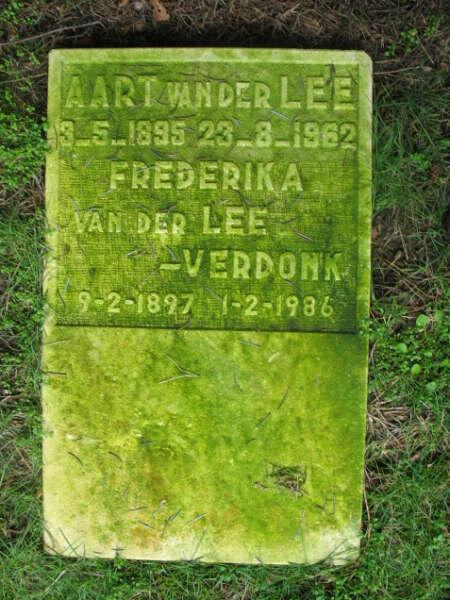 AART VAN DER LEE
3-5-1895 23-8-1962
FREDERIKA
VAN DER LEE
-VERDONK
9-2-1897 1-2-1986